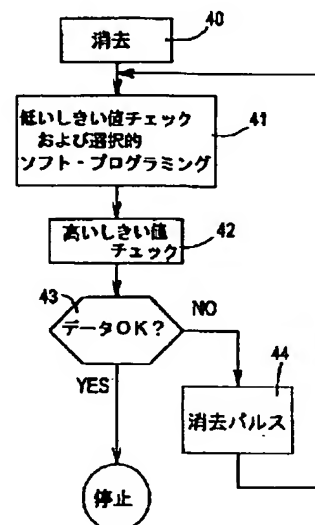 消去
40
低いしきい値チェック
および選択的
ソフト・プログラミング
41
高いしきい値
チェック
42
43
データOK?
NO
YES
44
消去パルス
停止